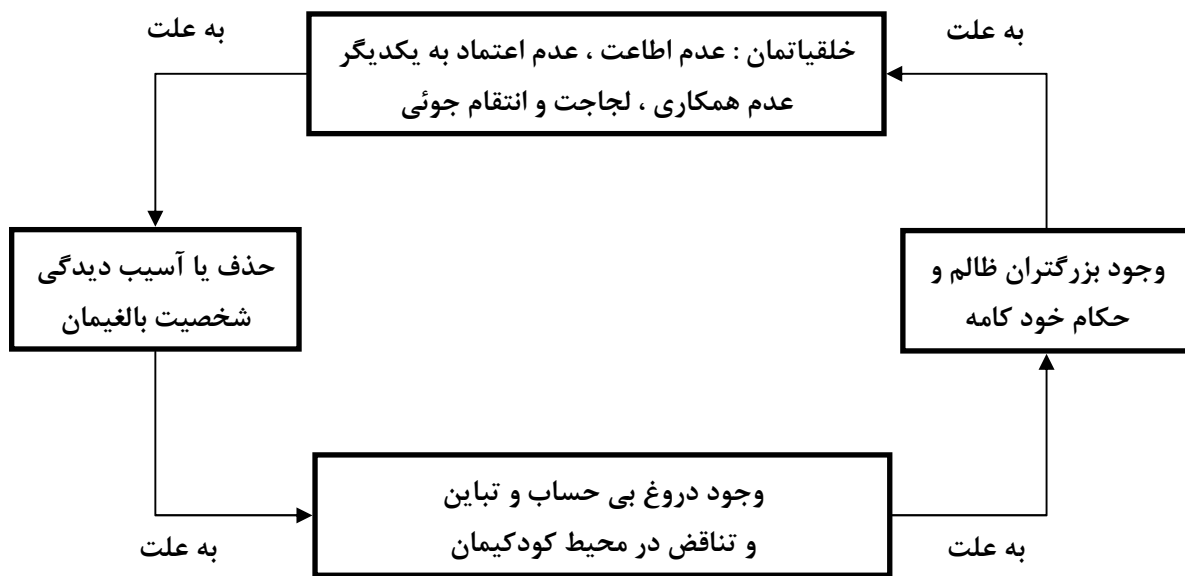 به علت
به علت
خلقیاتمان : عدم اطاعت ، عدم اعتماد به یکدیگر
عدم همکاری ، لجاجت و انتقام جوئی
وجود بزرگتران ظالم و
حکام خود کامه
حذف یا آسیب دیدگی
شخصیت بالغیمان
وجود دروغ بی حساب و تباین
و تناقض در محیط کودکیمان
به علت
به علت